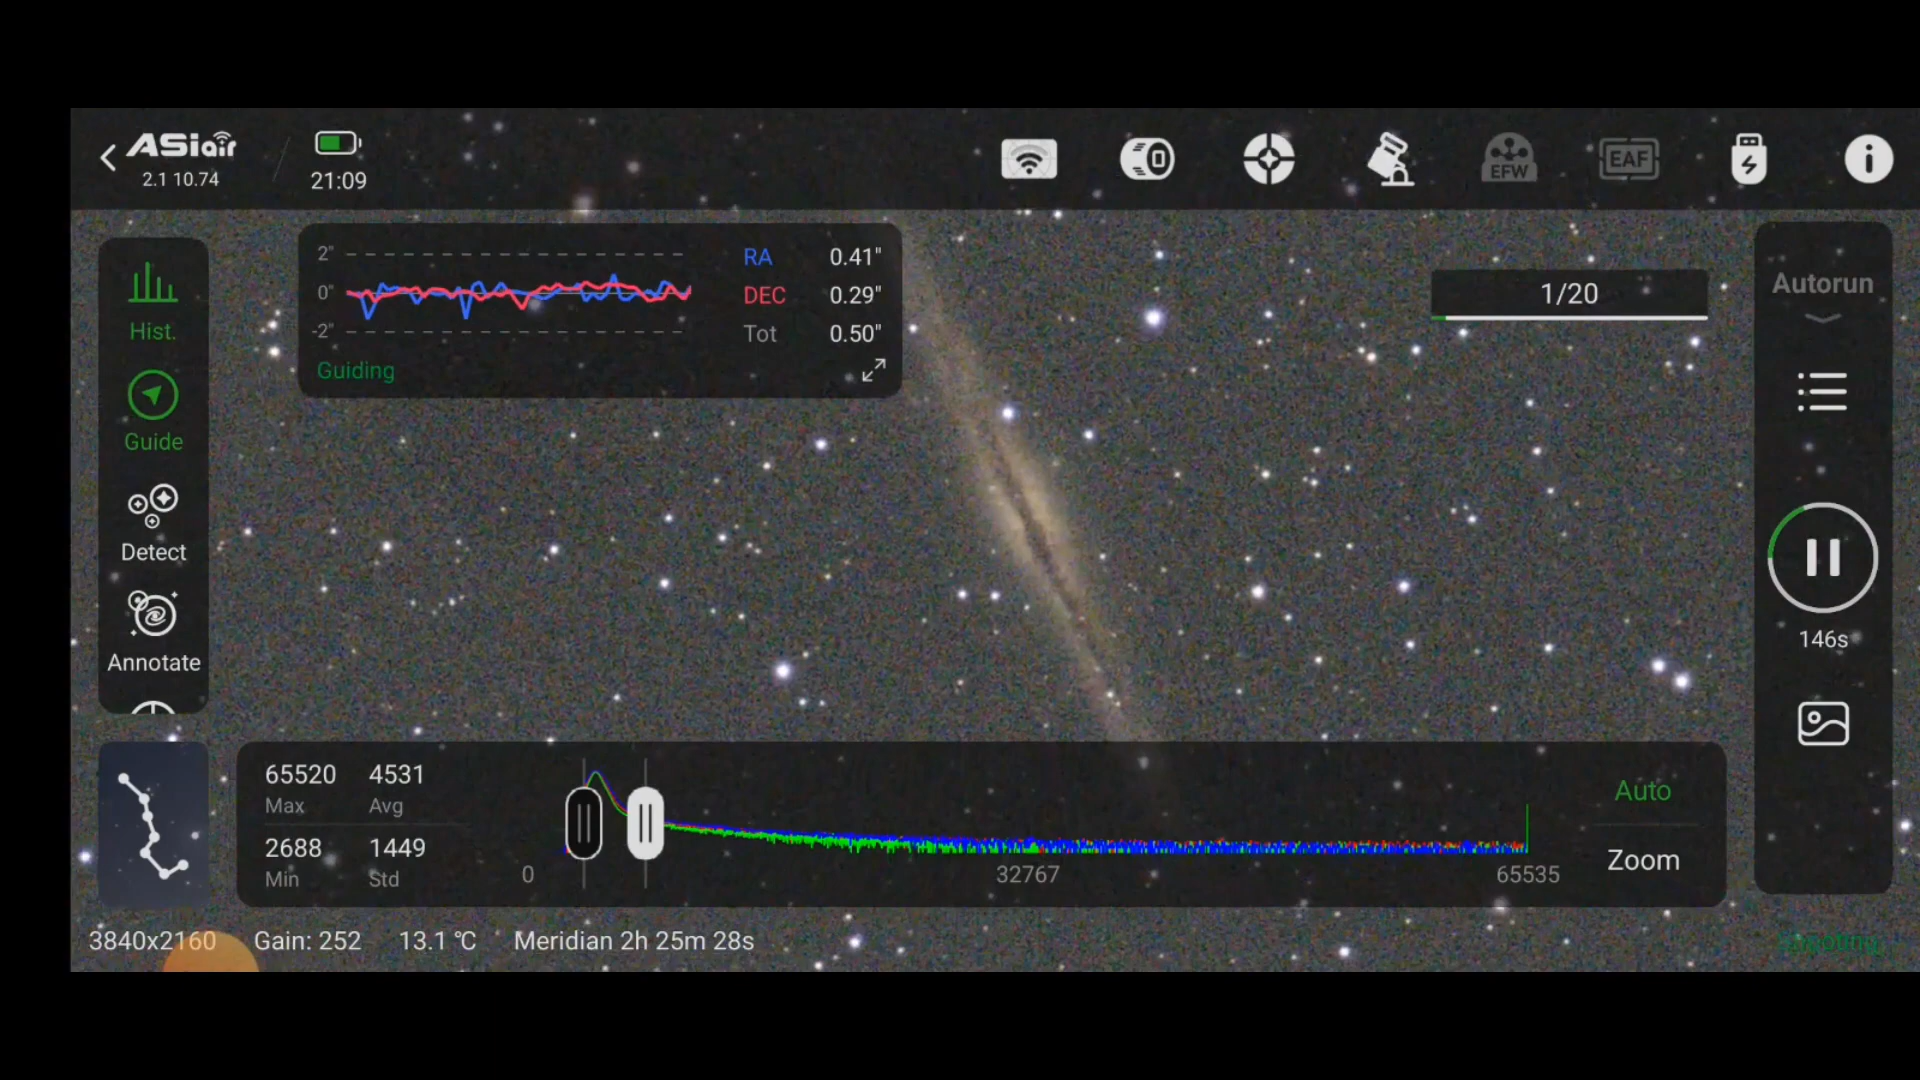 ASiair
2.1 10.74
21:09
EFW
EAF
Hist.
Guide
Detect
Annotate
2"
0"
-2"
RA 0.41"
DEC 0.29"
Tot 0.50"
Guiding
1/20
Autorun
146s
65520 4531
Max Avg
2688 1449
Min Std
0 32767 65535
Auto
Zoom
3840x2160 Gain: 252 13.1 ℃ Meridian 2h 25m 28s
Shooting